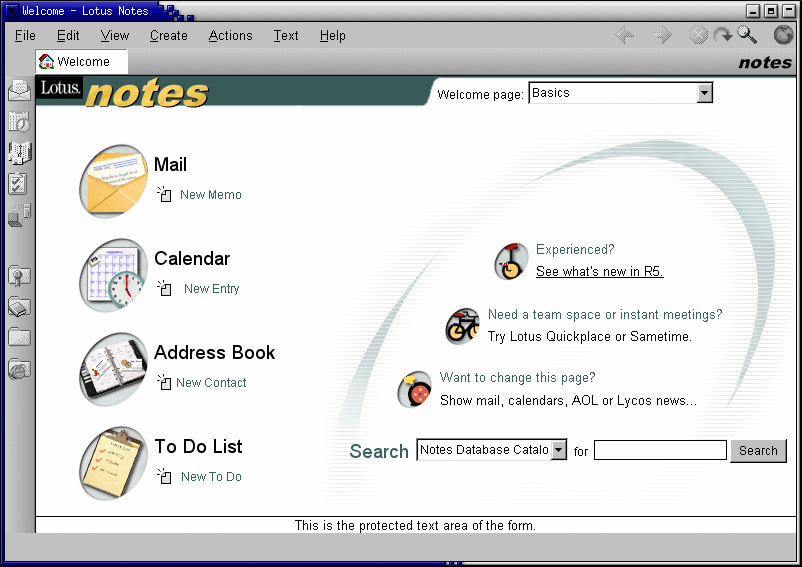 Welcome - Lotus Notes
File Edit View Create Actions Text Help
Welcome
notes
Lotus. notes
Welcome page: Basics
Mail
New Memo
Calendar
New Entry
Address Book
New Contact
To Do List
New To Do
Experienced?
See what's new in R5.
Need a team space or instant meetings?
Try Lotus Quickplace or Sametime.
Want to change this page?
Show mail, calendars, AOL or Lycos news...
Search Notes Database Catalo for Search
This is the protected text area of the form.